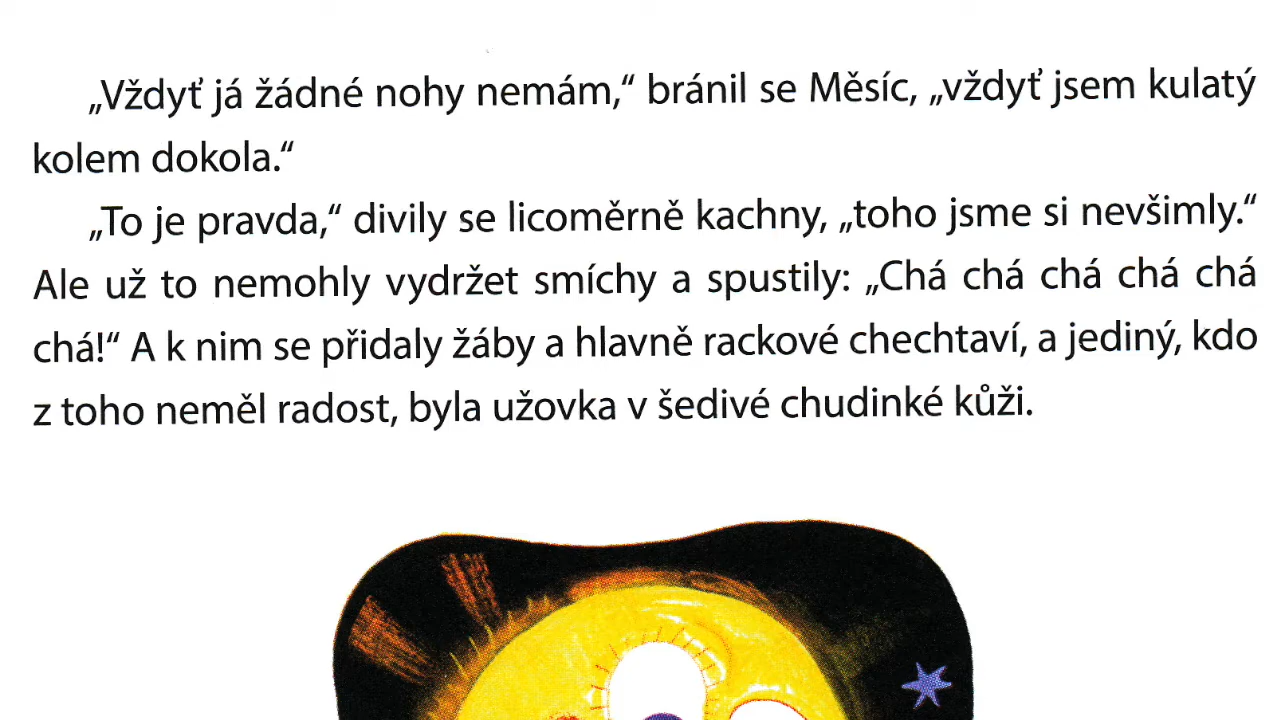 „Vždyť já žádné nohy nemám,“ bránil se Měsíc, „vždyť jsem kulatý
kolem dokola.“
„To je pravda,“ divily se licoměrně kachny, „toho jsme si nevšimly.“
Ale už to nemohly vydržet smíchy a spustily: „Chá chá chá chá chá
chá!“ A k nim se přidaly žáby a hlavně rackové chechtaví, a jediný, kdo
z toho neměl radost, byla užovka v šedivé chudinké kůži.